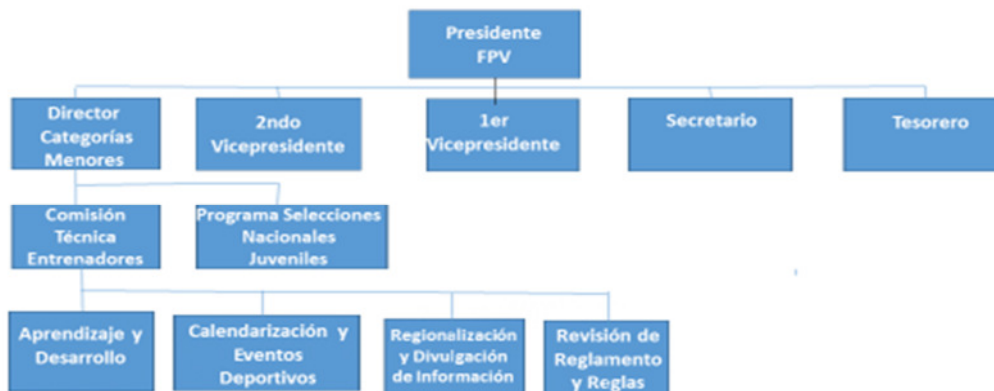 Presidente
FPV
Director
Categorías
Menores
2ndo
Vicepresidente
1er
Vicepresidente
Secretario
Tesorero
Comisión
Técnica
Entrenadores
Programa Selecciones
Nacionales
Juveniles
Aprendizaje y
Desarrollo
Calendarización y
Eventos
Deportivos
Regionalización
y Divulgación
de Información
Revisión de
Reglamento
y Reglas